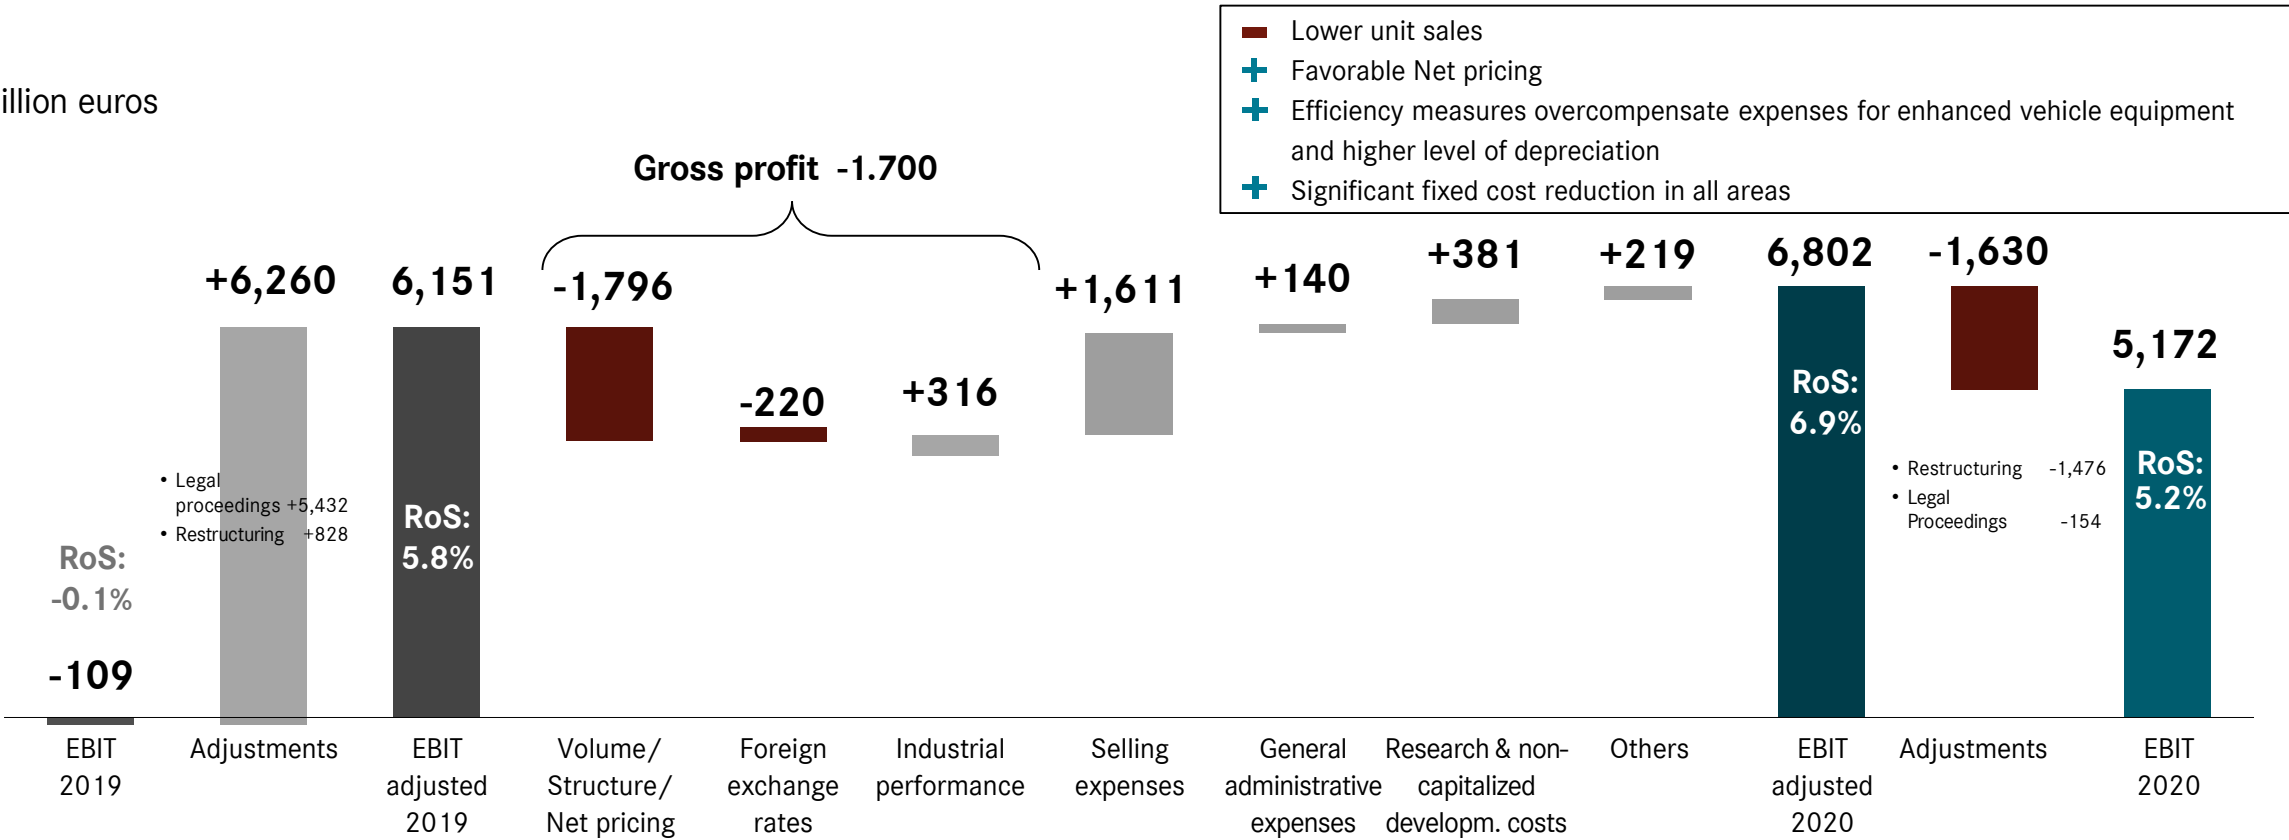 illion euros
Lower unit sales
Favorable Net pricing
Efficiency measures overcompensate expenses for enhanced vehicle equipment
and higher level of depreciation
Significant fixed cost reduction in all areas
Gross profit -1.700
+6,260
6,151
-1,796
-220
+316
+1,611
+140
+381
+219
6,802
-1,630
5,172
• Legal
proceedings +5,432
• Restructuring +828
RoS:
-0.1%
-109
RoS:
5.8%
RoS:
6.9%
• Restructuring -1,476
• Legal
Proceedings -154
RoS:
5.2%
EBIT
2019
Adjustments
EBIT
adjusted
2019
Volume/
Structure/
Net pricing
Foreign
exchange
rates
Industrial
performance
Selling
expenses
General
administrative
expenses
Research & non-
capitalized
developm. costs
Others
EBIT
adjusted
2020
Adjustments
EBIT
2020